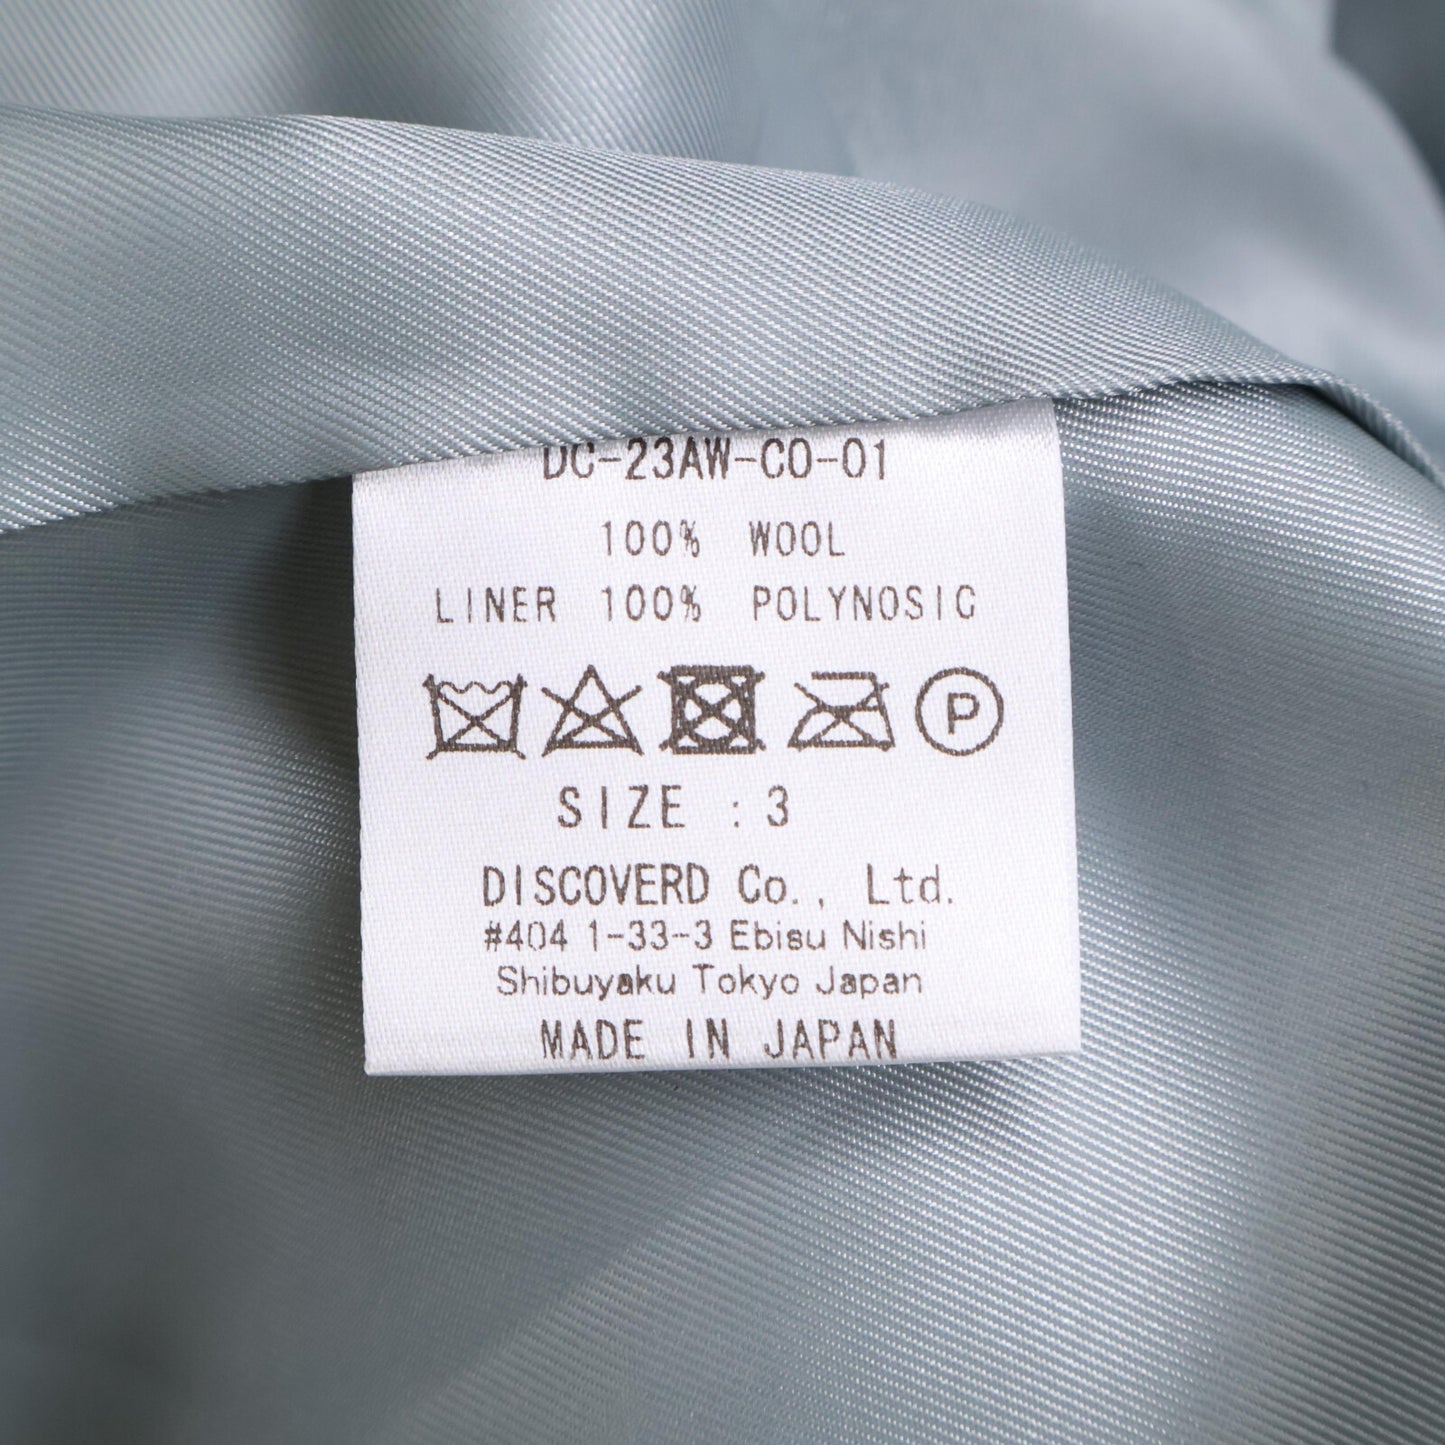 DC-23AW-CO-01
100% WOOL
LINER 100% POLYNOSIC
P
SIZE : 3
DISCOVERD Co., Ltd.
#404 1-33-3 Ebisu Nishi
Shibuyaku Tokyo Japan
MADE IN JAPAN